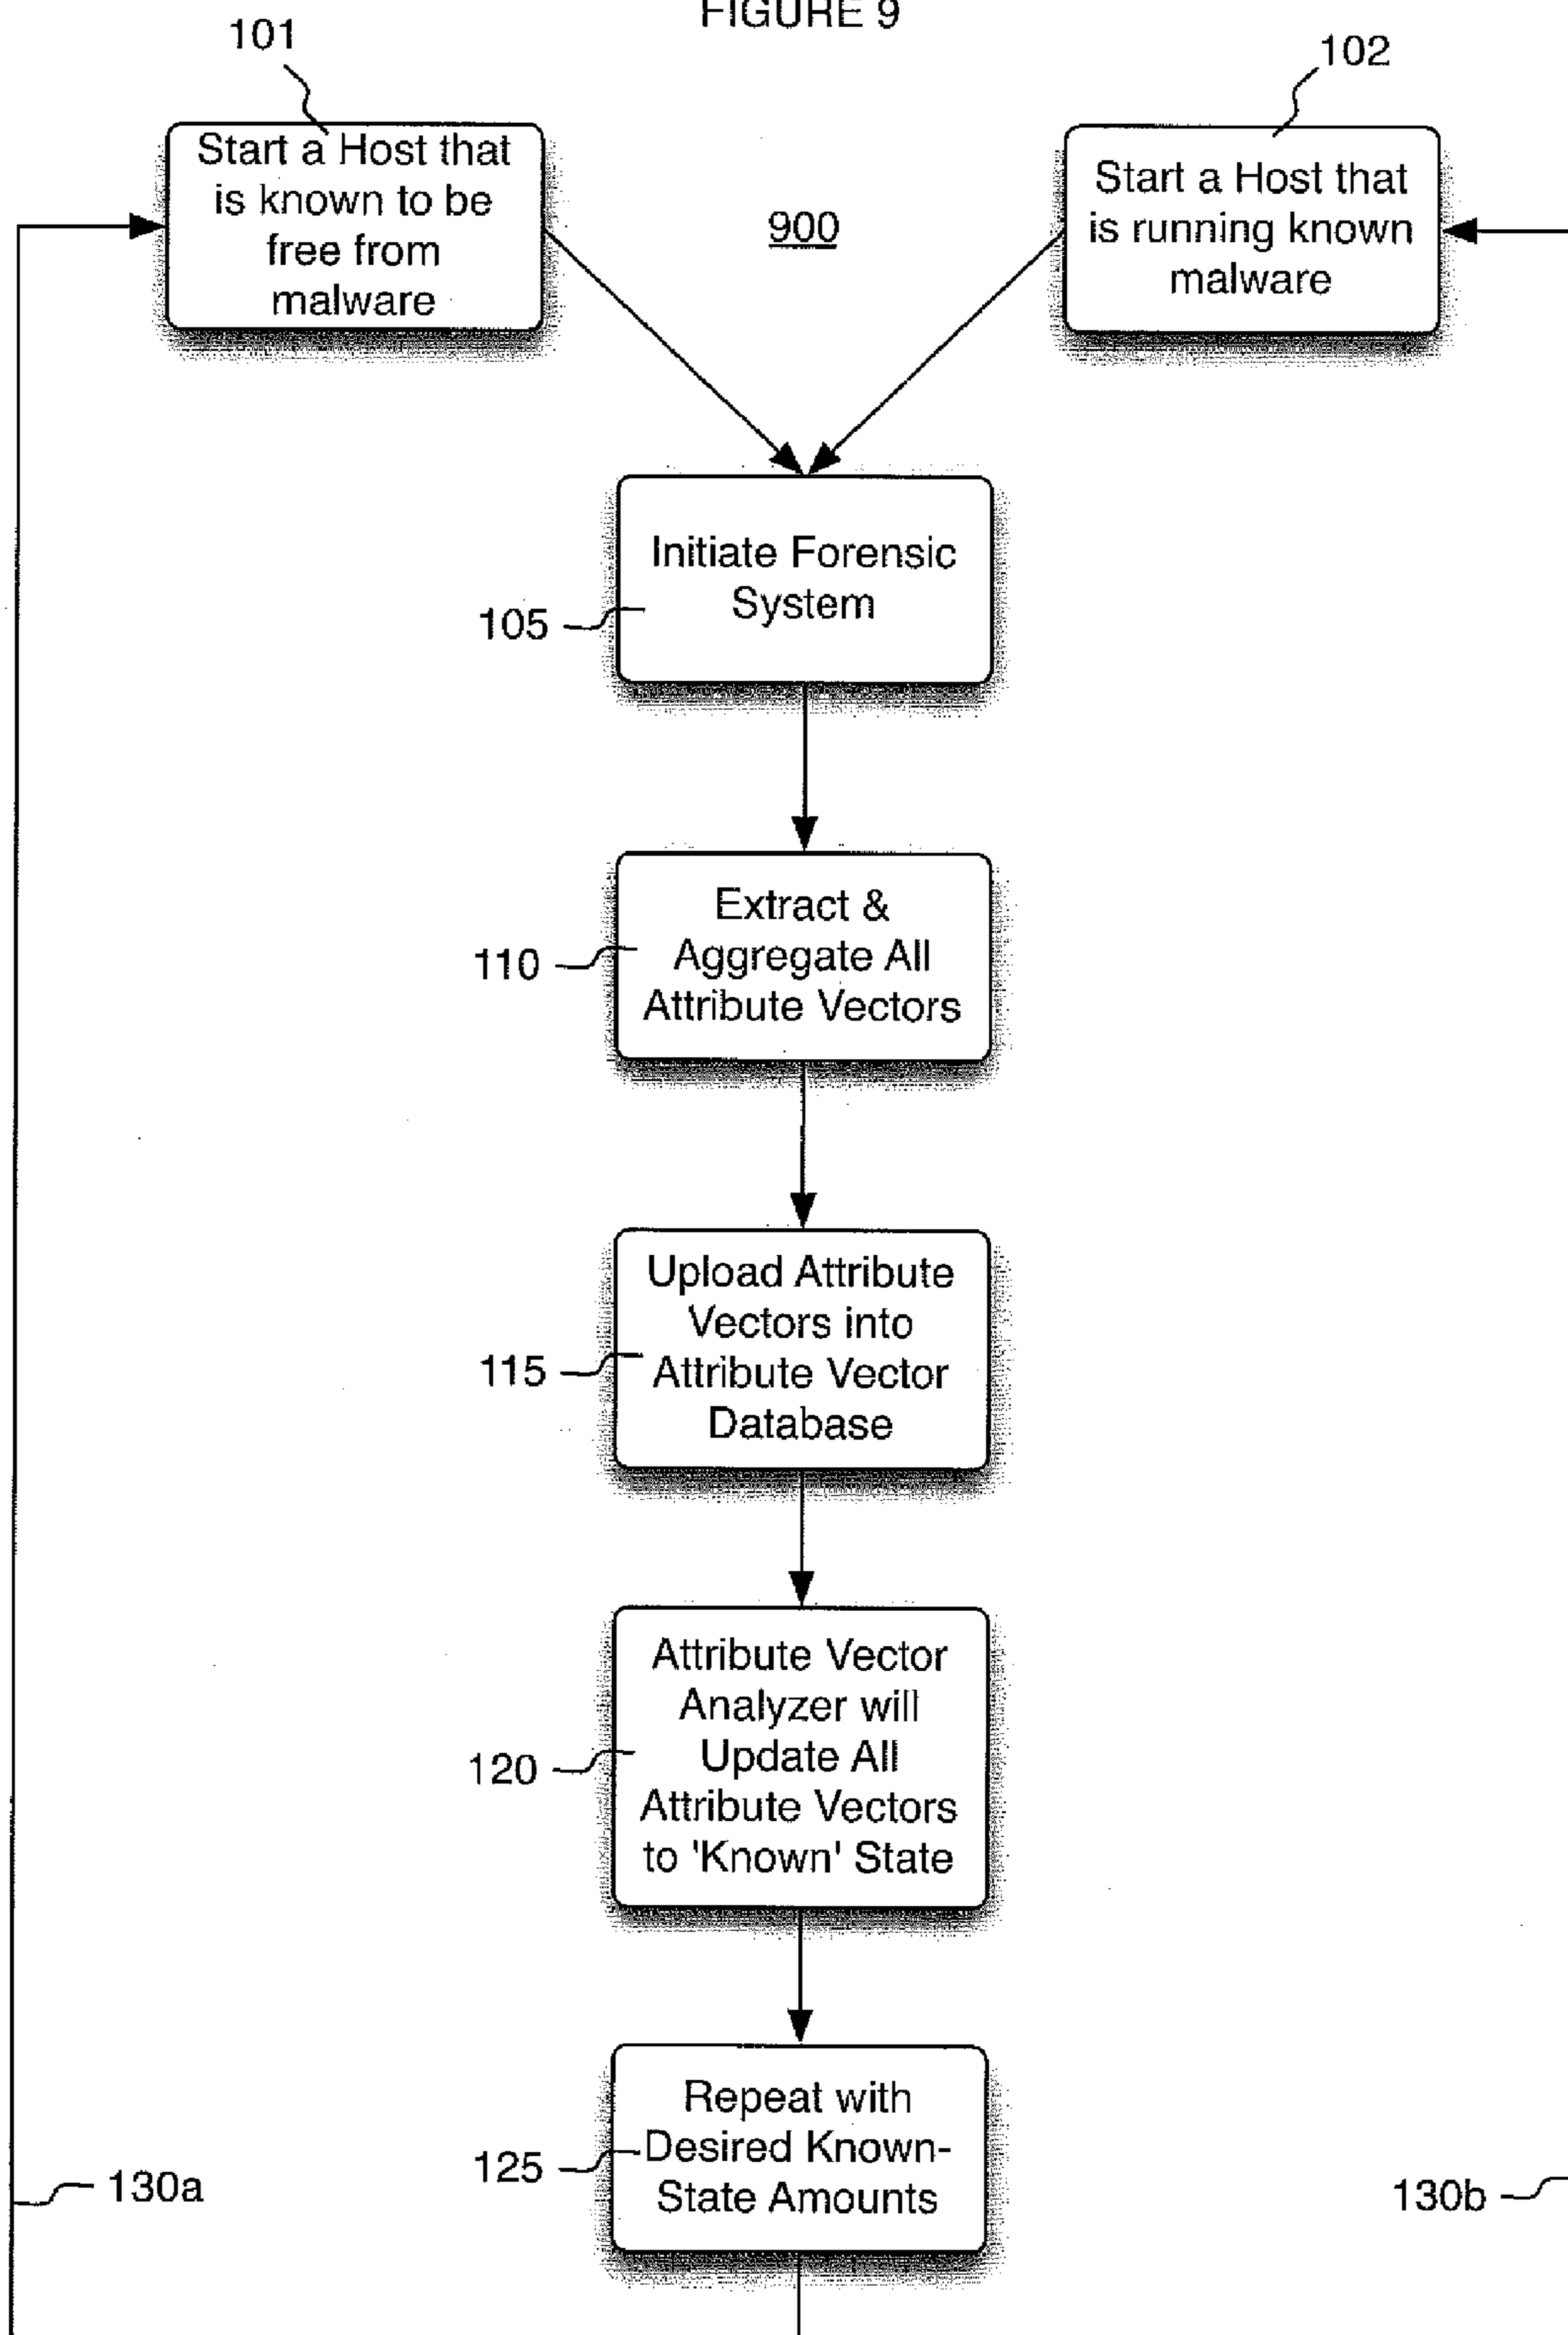 FIGURE 9
101
102
Start a Host that
is known to be
free from
malware
900
Start a Host that
is running known
malware
Initiate Forensic
System
105
Extract &
Aggregate All
Attribute Vectors
110
Upload Attribute
Vectors into
Attribute Vector
Database
115
Attribute Vector
Analyzer will
Update All
Attribute Vectors
to 'Known' State
120
Repeat with
Desired Known-
State Amounts
125
130a
130b